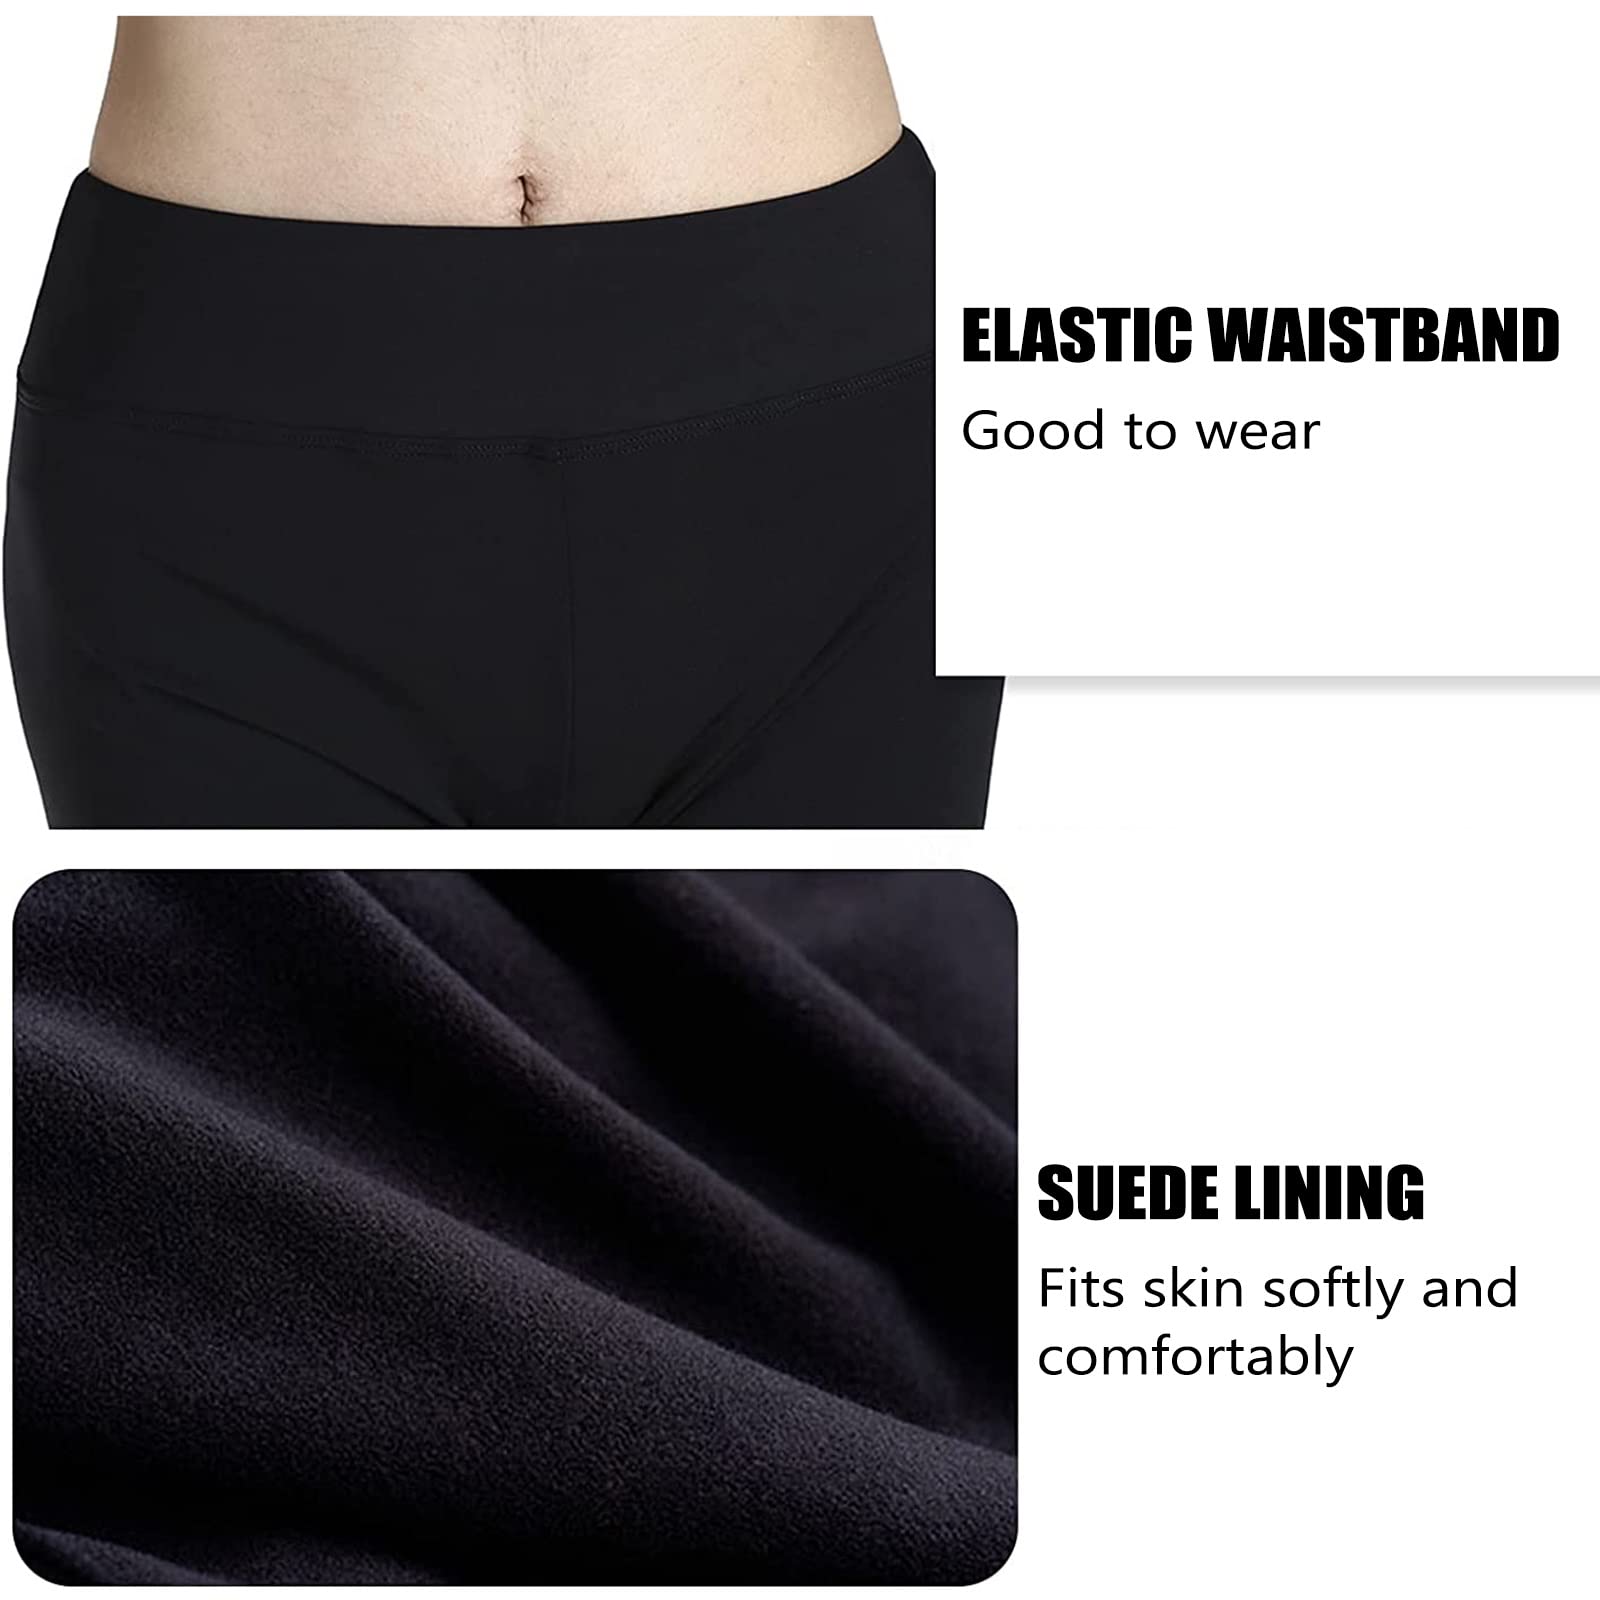 ELASTIC WAISTBAND
Good to wear
SUEDE LINING
Fits skin softly and
comfortably